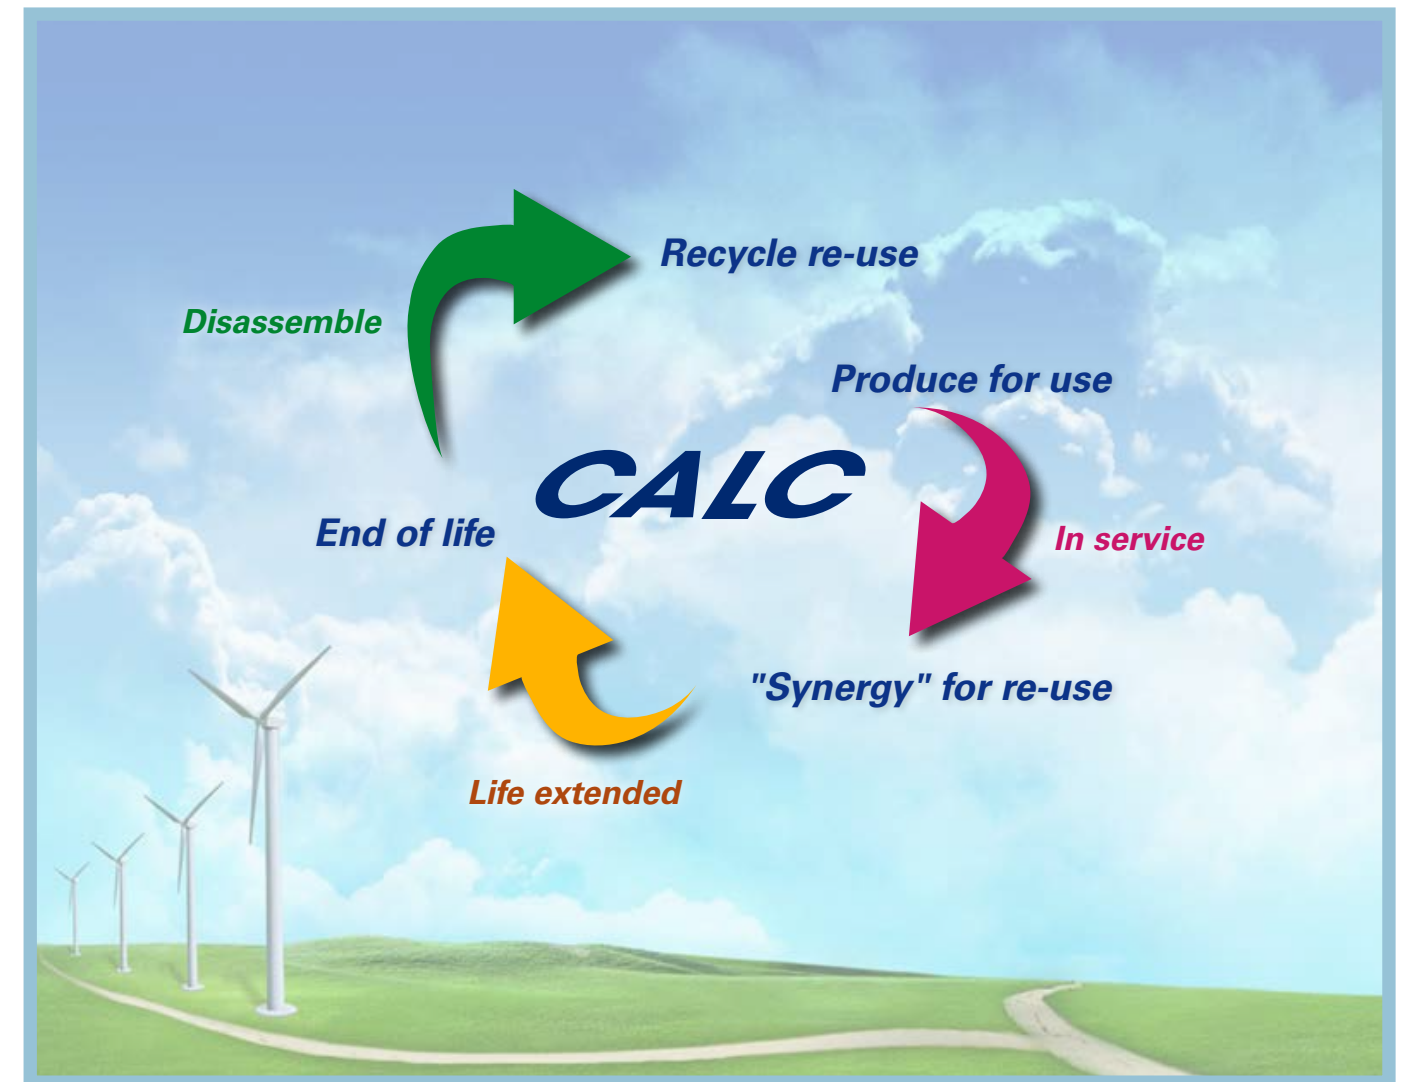 Recycle re-use
Disassemble
Produce for use
CALC
End of life
In service
"Synergy" for re-use
Life extended